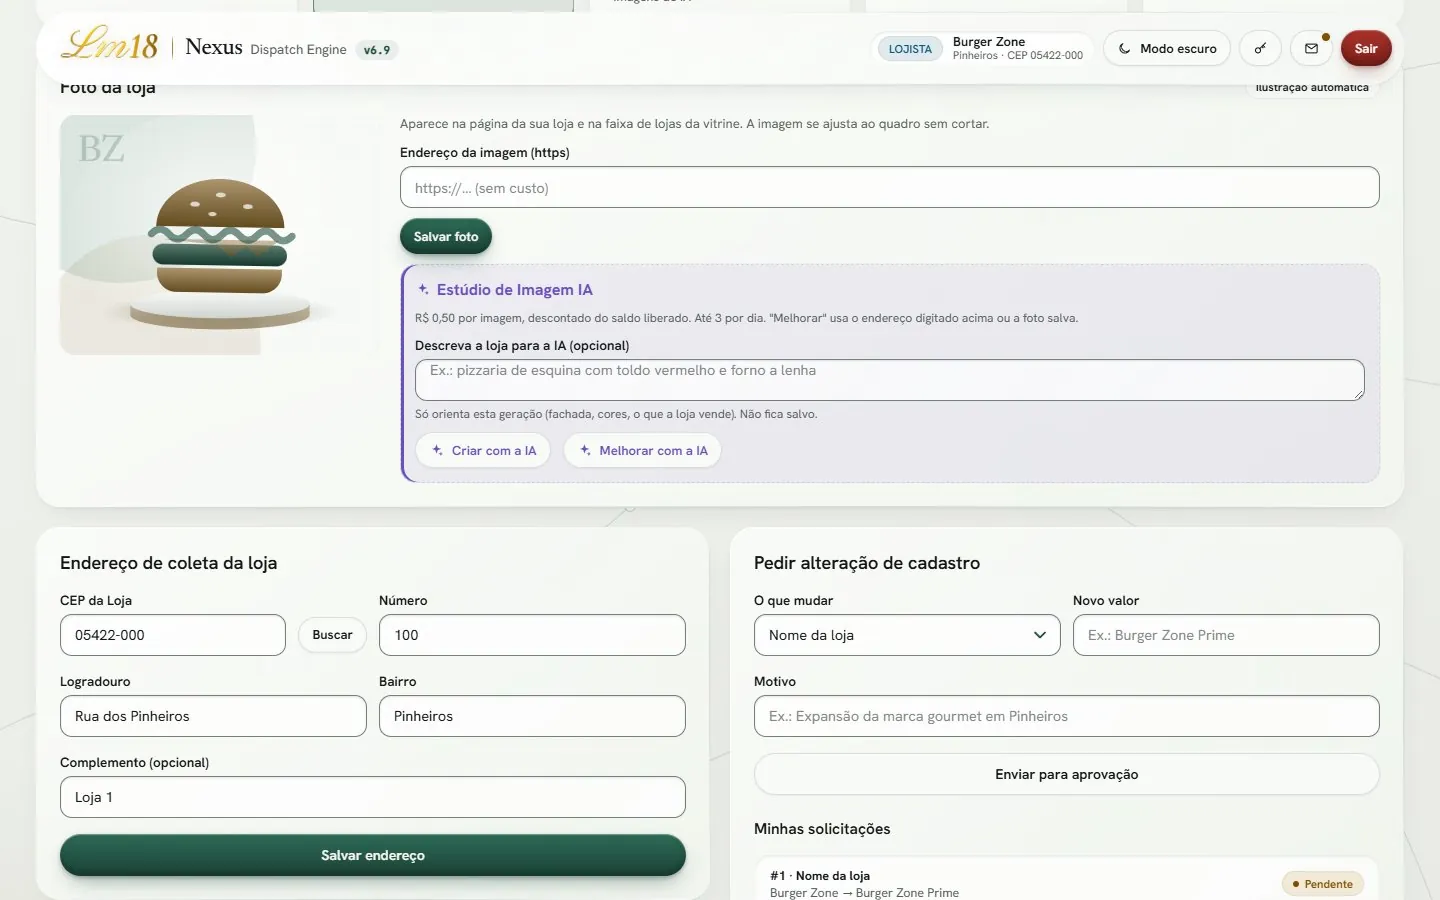 Lm18 Nexus Dispatch Engine v6.9
LOJISTA
Burger Zone
Pinheiros · CEP 05422-000
Modo escuro
Sair
Foto da loja
Ilustração automática
BZ
Aparece na página da sua loja e na faixa de lojas da vitrine. A imagem se ajusta ao quadro sem cortar.
Endereço da imagem (https)
https://... (sem custo)
Salvar foto
Estúdio de Imagem IA
R$ 0,50 por imagem, descontado do saldo liberado. Até 3 por dia. "Melhorar" usa o endereço digitado acima ou a foto salva.
Descreva a loja para a IA (opcional)
Ex.: pizzaria de esquina com toldo vermelho e forno a lenha
Só orienta esta geração (fachada, cores, o que a loja vende). Não fica salvo.
Criar com a IA
Melhorar com a IA
Endereço de coleta da loja
CEP da Loja
05422-000
Buscar
Número
100
Logradouro
Rua dos Pinheiros
Bairro
Pinheiros
Complemento (opcional)
Loja 1
Salvar endereço
Pedir alteração de cadastro
O que mudar
Nome da loja
Novo valor
Ex.: Burger Zone Prime
Motivo
Ex.: Expansão da marca gourmet em Pinheiros
Enviar para aprovação
Minhas solicitações
#1 · Nome da loja
Burger Zone → Burger Zone Prime
Pendente